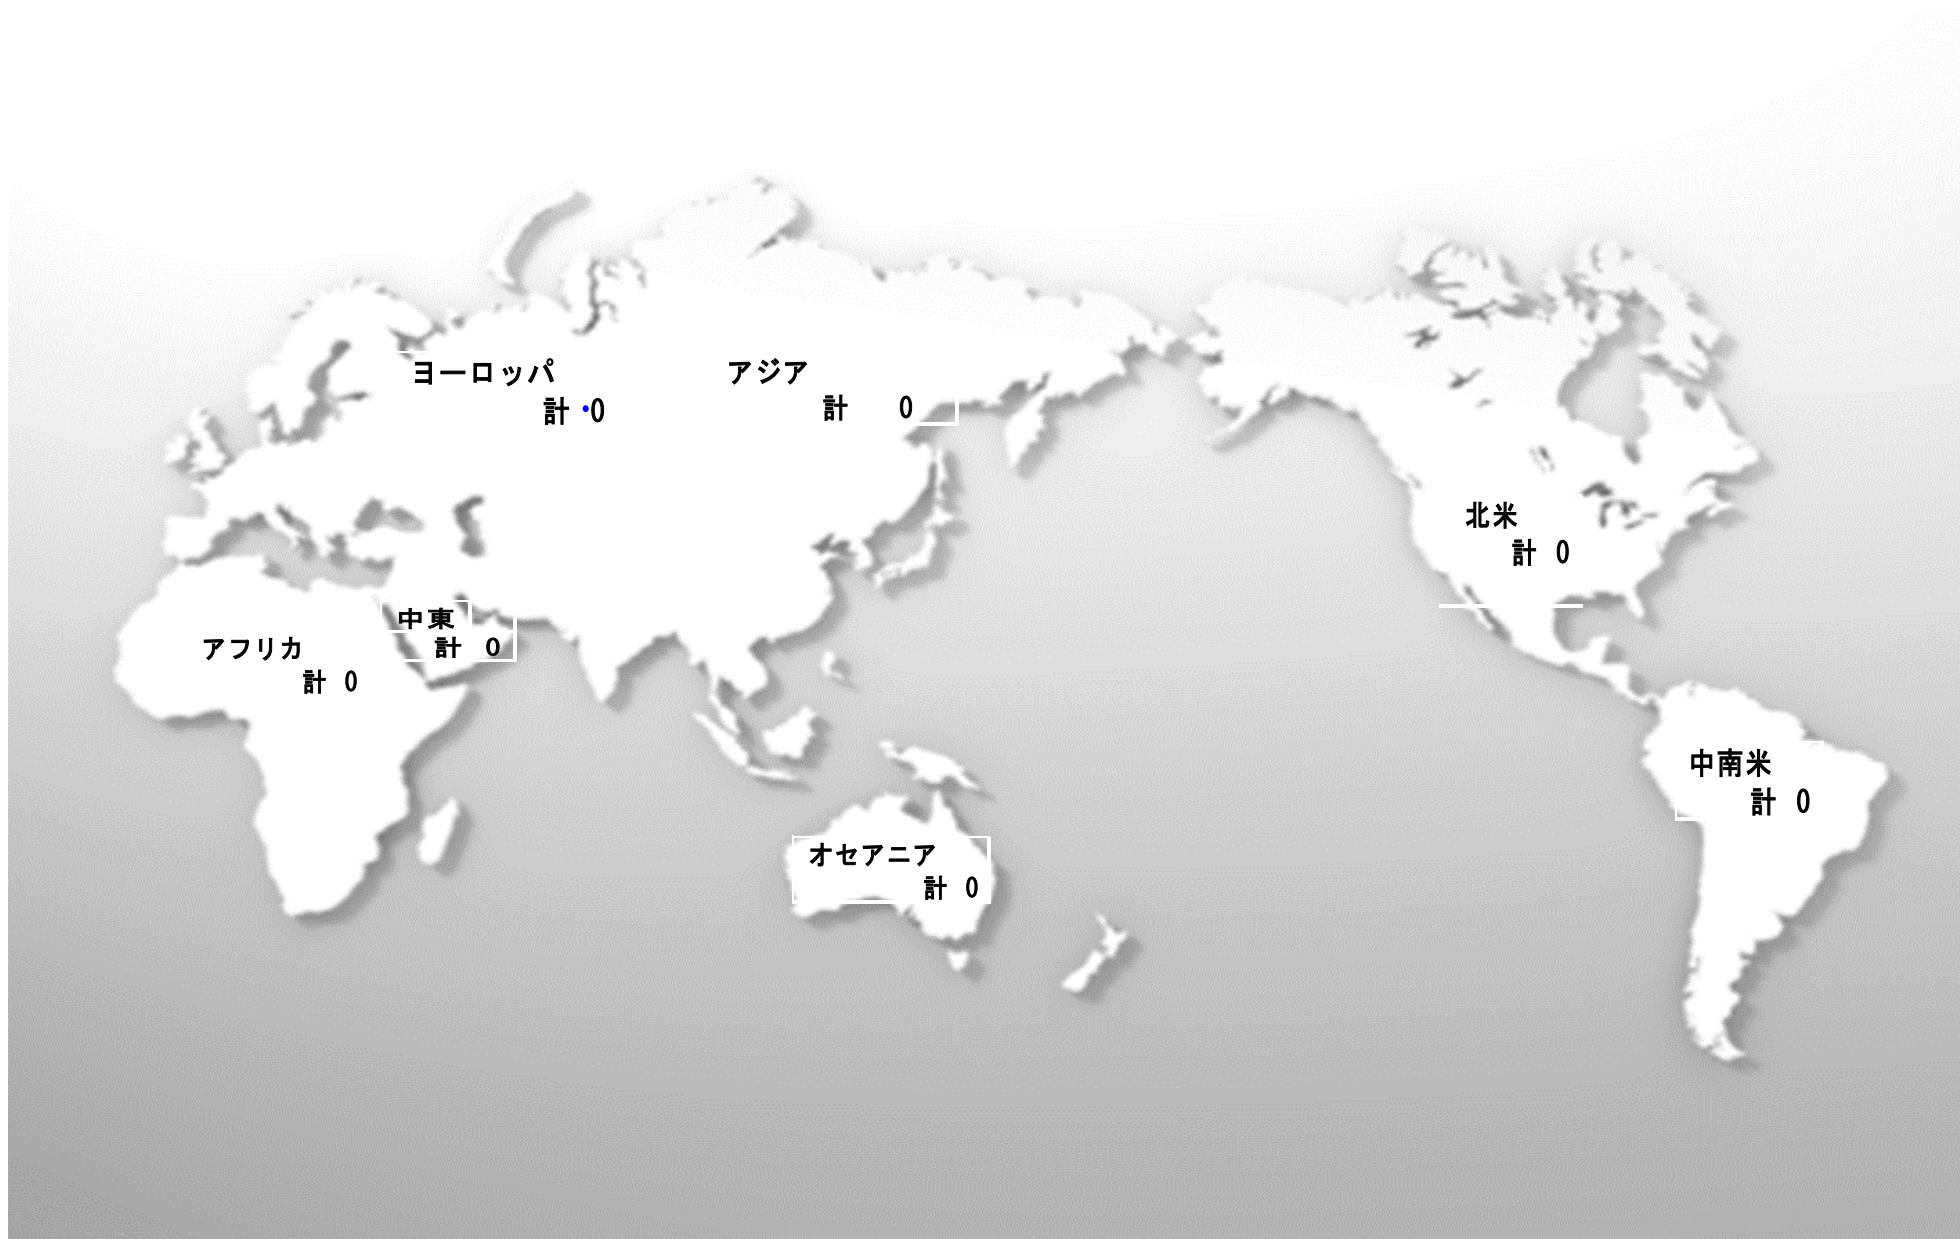 ヨーロッパ
計 ・0
アジア
計 0
北米
計 0
中東
計 0
アフリカ
計 0
中南米
計 0
オセアニア
計 0